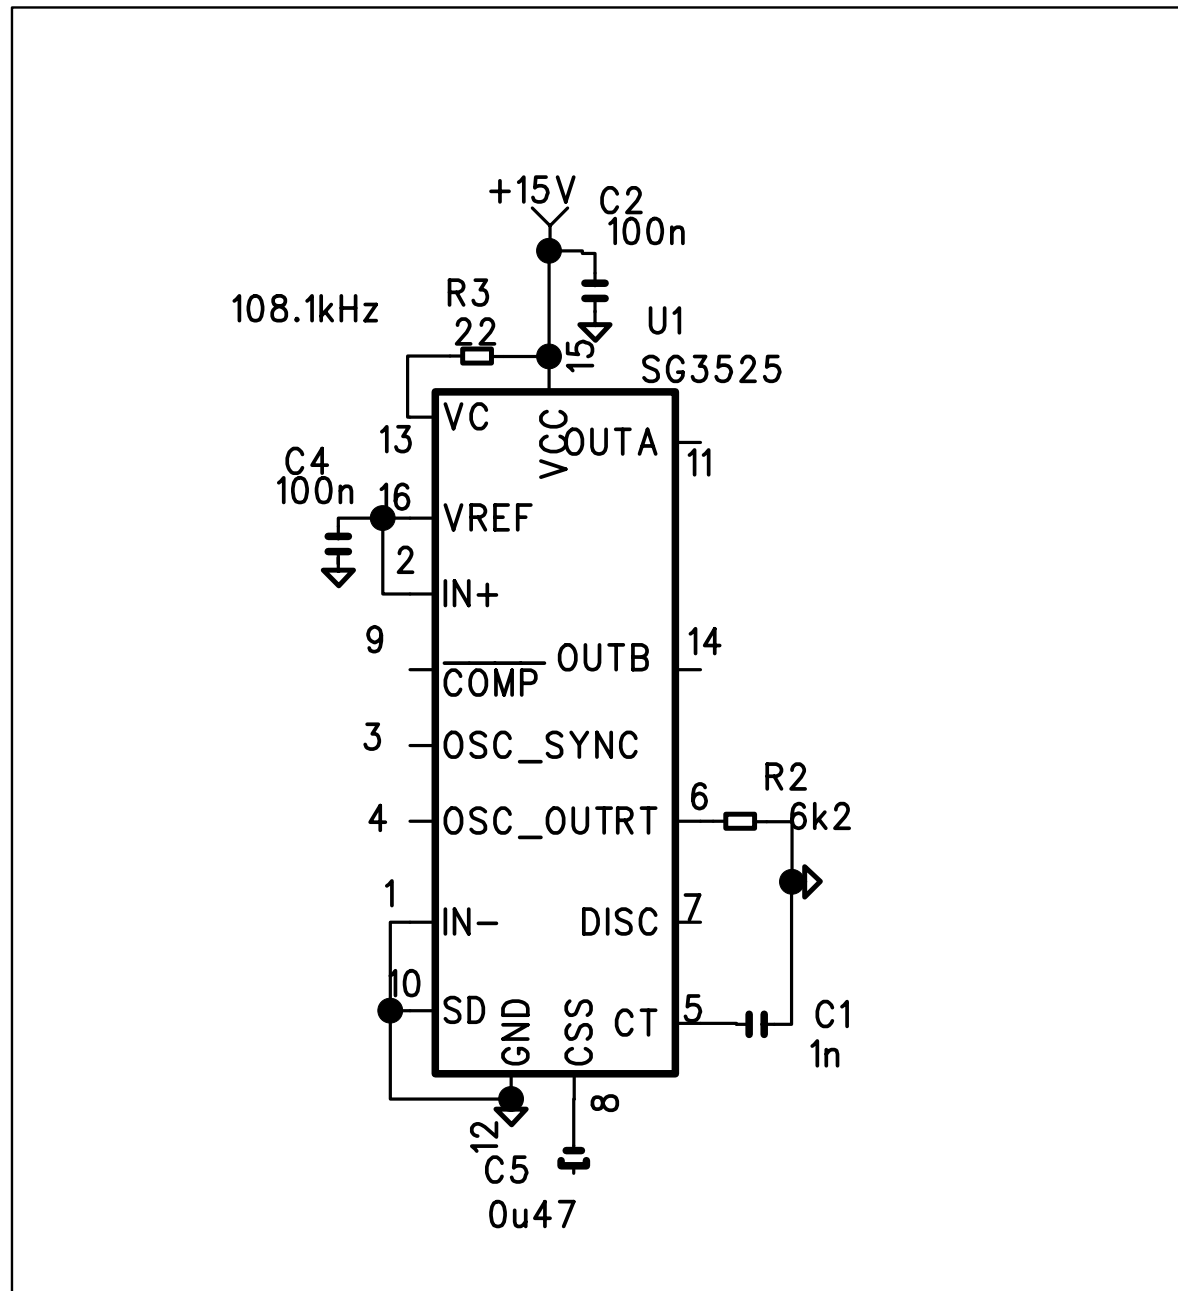 +15V
C2
100n
108.1kHz
R3
22
15
U1
SG3525
VC
13
VCC
OUTA
11
C4
100n
16
VREF
2
IN+
9
COMP
OUTB
14
3
OSC_SYNC
R2
6
6k2
4
OSC_OUT
RT
1
IN-
DISC
7
10
SD
GND
CSS
CT
5
C1
1n
12
8
C5
0u47